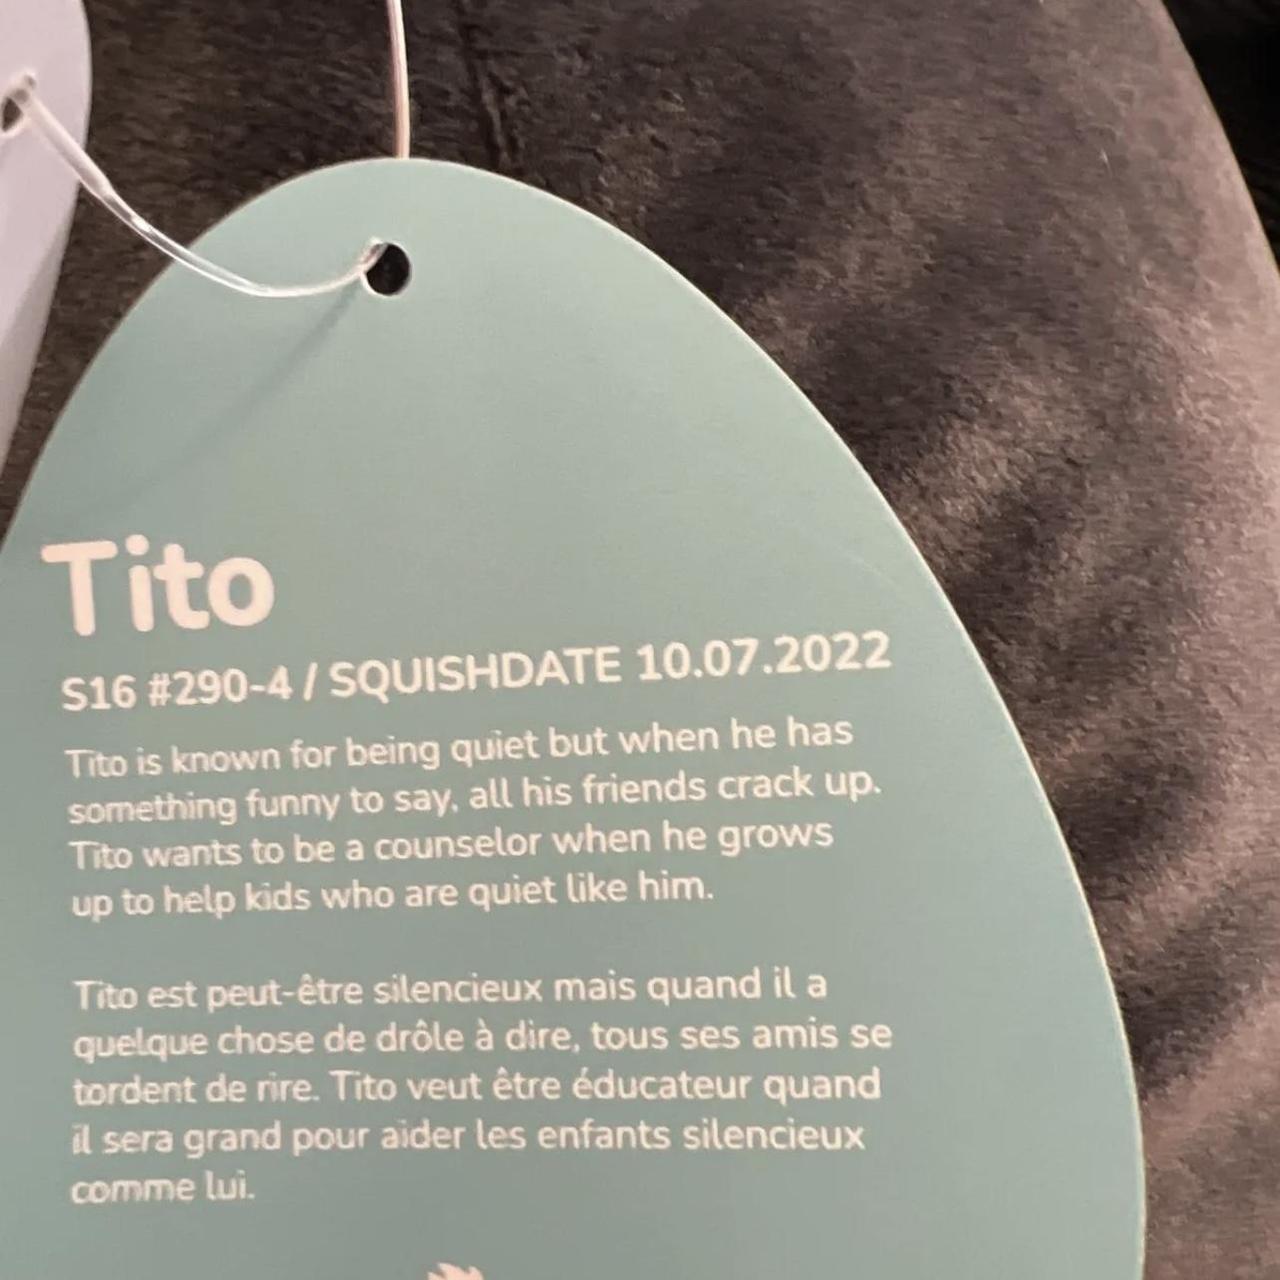 Tito
S16 #290-4 / SQUISHDATE 10.07.2022
Tito is known for being quiet but when he has
something funny to say, all his friends crack up.
Tito wants to be a counselor when he grows
up to help kids who are quiet like him.
Tito est peut-être silencieux mais quand il a
quelque chose de drôle à dire, tous ses amis se
tordent de rire. Tito veut être éducateur quand
il sera grand pour aider les enfants silencieux
comme lui.